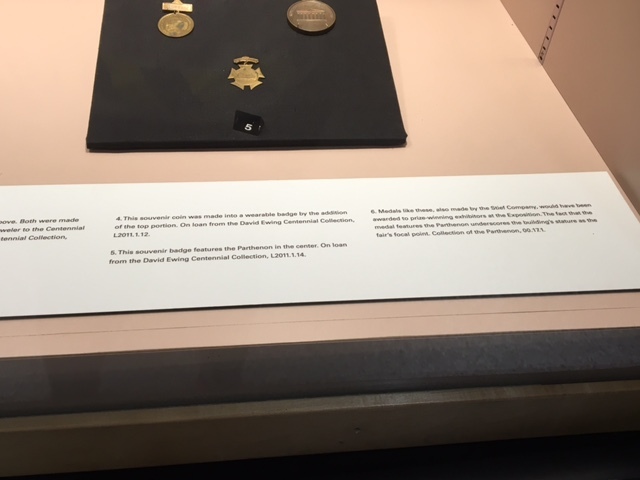 5
ove. Both were made
weler to the Centennial
tennial Collection,
4. This souvenir coin was made into a wearable badge by the addition
of the top portion. On loan from the David Ewing Centennial Collection,
L2011.1.12.
5. This souvenir badge features the Parthenon in the center. On loan
from the David Ewing Centennial Collection, L2011.1.14.
6. Medals like these, also made by the Stief Company, would have been
awarded to prize-winning exhibitors at the Exposition. The fact that the
medal features the Parthenon underscores the building's stature as the
fair's focal point. Collection of the Parthenon, 00.17.1.